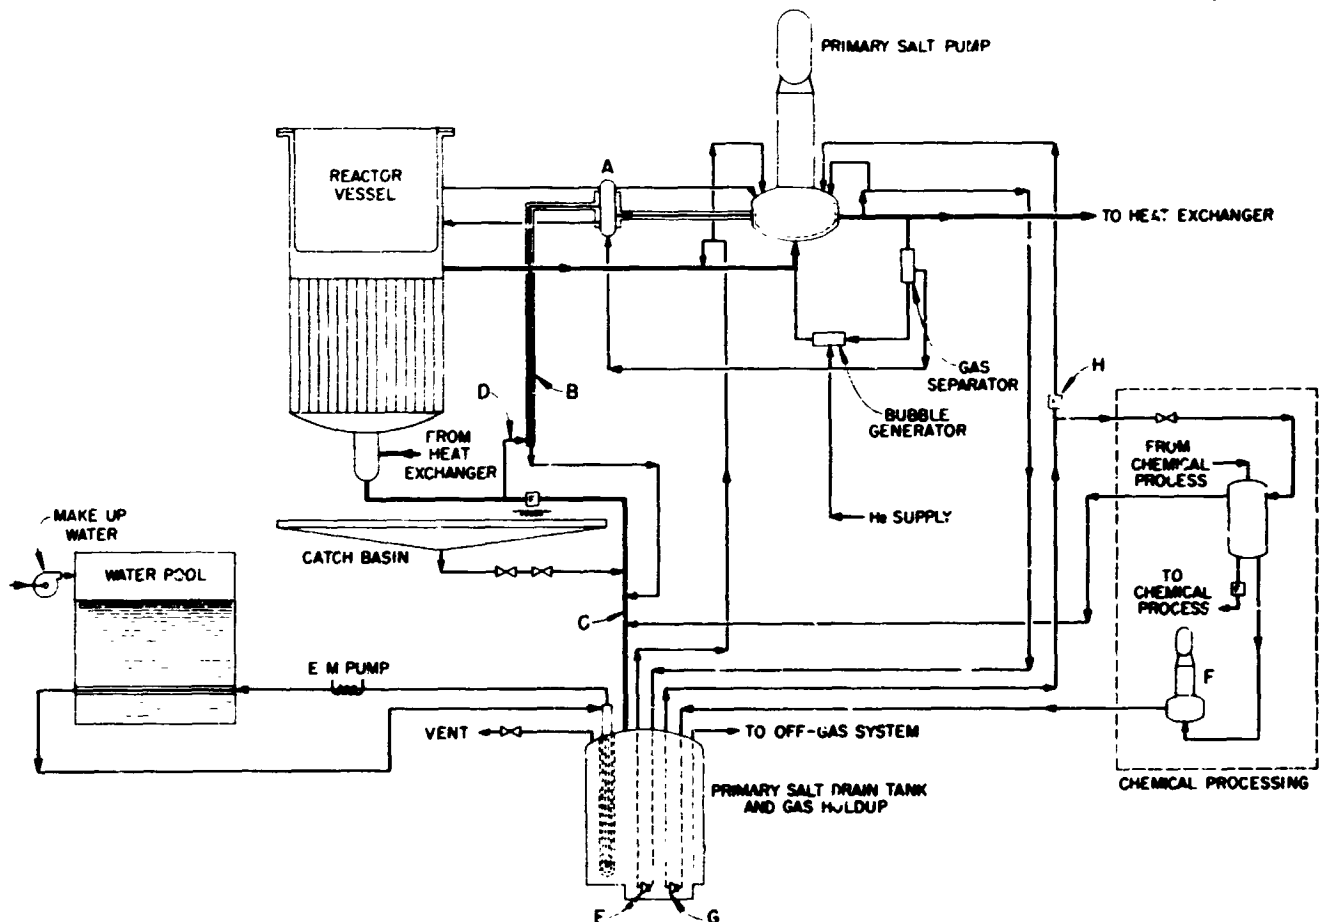 PRIMARY SALT PUMP
REACTOR
VESSEL
A
TO HEAT EXCHANGER
GAS
SEPARATOR
H
D
B
BUBBLE
GENERATOR
FROM
HEAT
EXCHANGER
FROM
CHEMICAL
PROCESS
He SUPPLY
MAKE UP
WATER
WATER POOL
CATCH BASIN
F
TO
CHEMICAL
PROCESS
F
C
E M PUMP
F
VENT
TO OFF-GAS SYSTEM
PRIMARY SALT DRAIN TANK
AND GAS HOLDUP
CHEMICAL PROCESSING
G